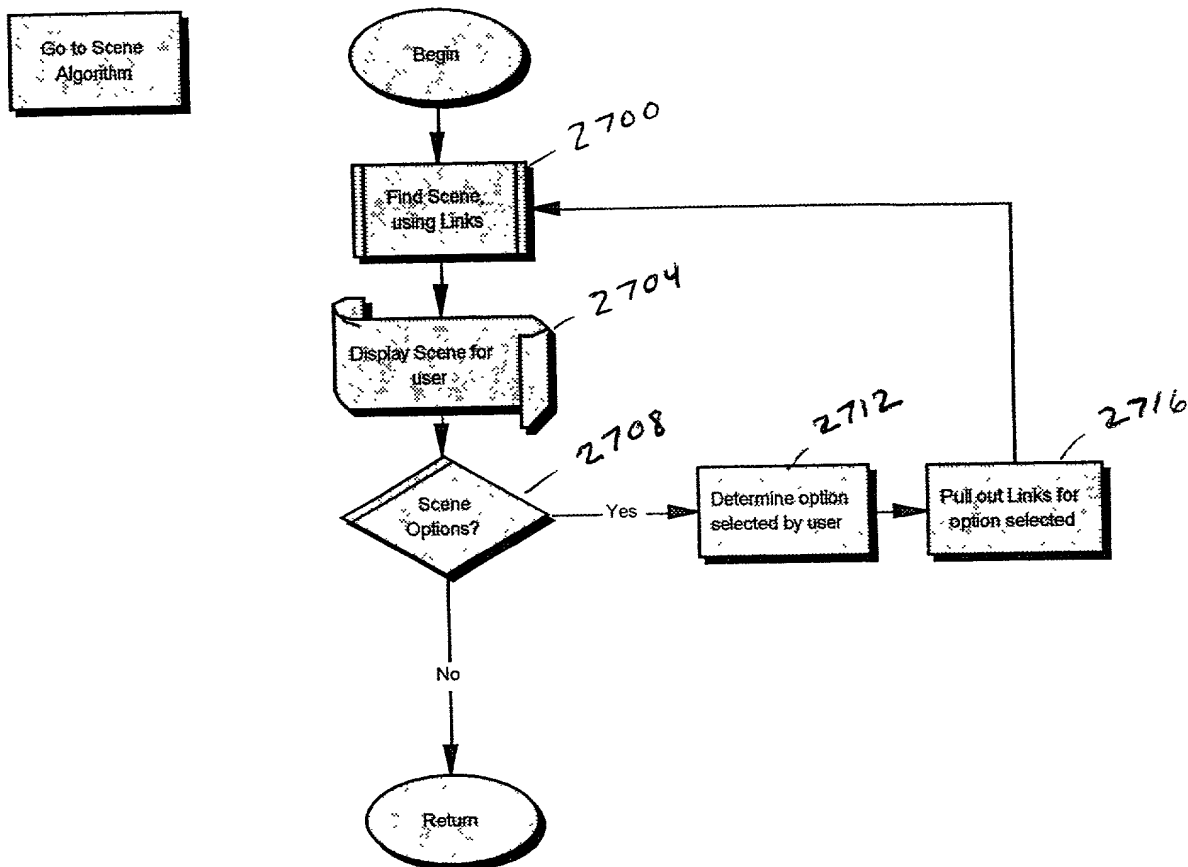 Go to Scene
Algorithm
Begin
2700
Find Scene,
using Links
2704
Display Scene for
user
2708
Scene
Options?
Yes
2712
Determine option
selected by user
2716
Pull out Links for
option selected
No
Return